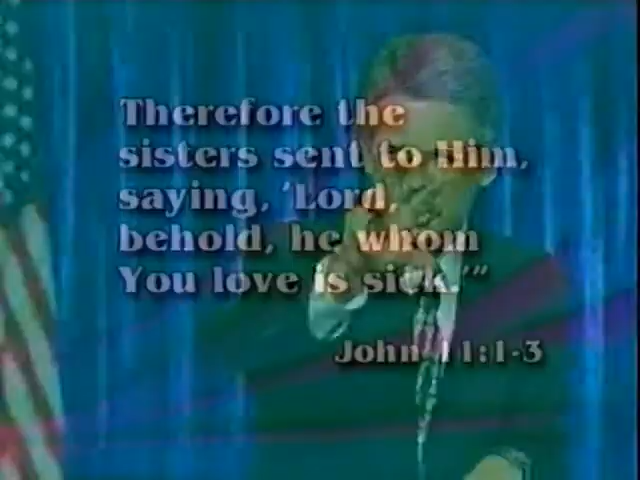 Therefore the
sisters sent to Him,
saying, 'Lord,
behold, he whom
You love is sick.'"
John 11:1-3